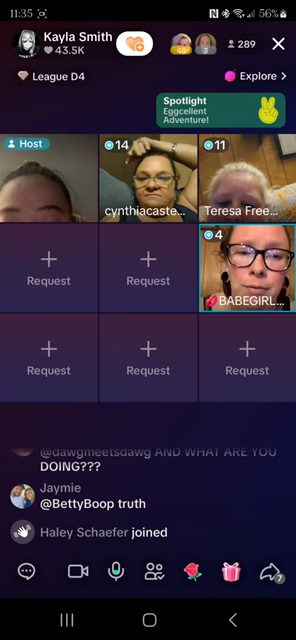 11:35
56%
Kayla Smith
43.5K
3
289
League D4
Explore >
Spotlight
Eggcellent
Adventure!
Host
14
11
cynthiacaste...
Teresa Free...
4
Request
Request
BABEGIRL...
Request
Request
Request
@dawgmeetsdawg AND WHAT ARE YOU
DOING???
Jaymie
@BettyBoop truth
Haley Schaefer joined
7